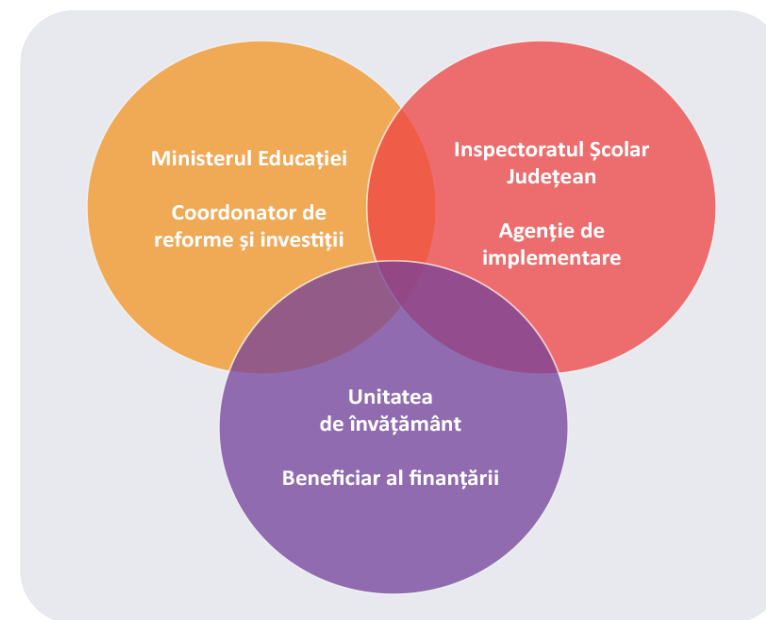 Ministerul Educației
Coordonator de
reforme și investiții
Inspectoratul Școlar
Județean
Agenție de
implementare
Unitatea
de învățământ
Beneficiar al finanțării